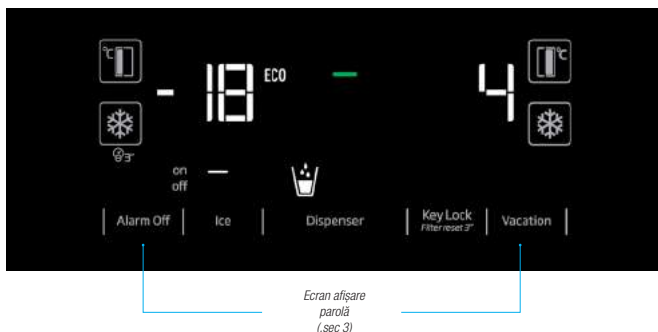 °C
°C
-18 ECO
4
3"
on
off
Alarm Off
Ice
Dispenser
Key Lock
Filter reset 3"
Vacation
Ecran afișare
parolă
(.sec 3)